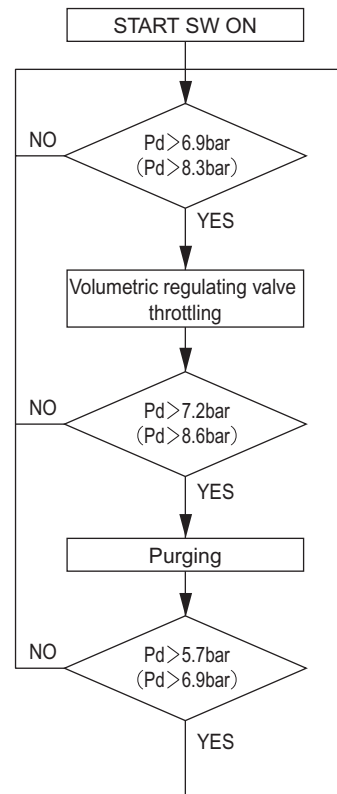 START SW ON
Pd＞6.9bar
(Pd＞8.3bar)
NO
YES
Volumetric regulating valve
throttling
Pd＞7.2bar
(Pd＞8.6bar)
NO
YES
Purging
Pd＞5.7bar
(Pd＞6.9bar)
NO
YES